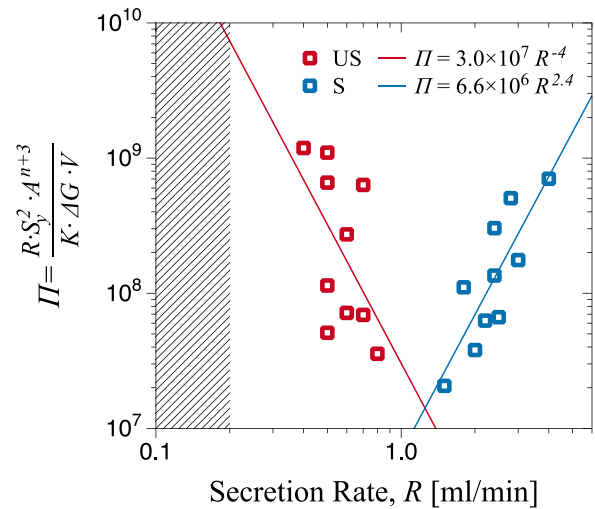 10^10
10^9
10^8
10^7
Π = R·S_y^2·A^{n+3} / K·ΔG·V
US Π = 3.0×10^7 R^-4
S Π = 6.6×10^6 R^2.4
0.1 1.0
Secretion Rate, R [ml/min]